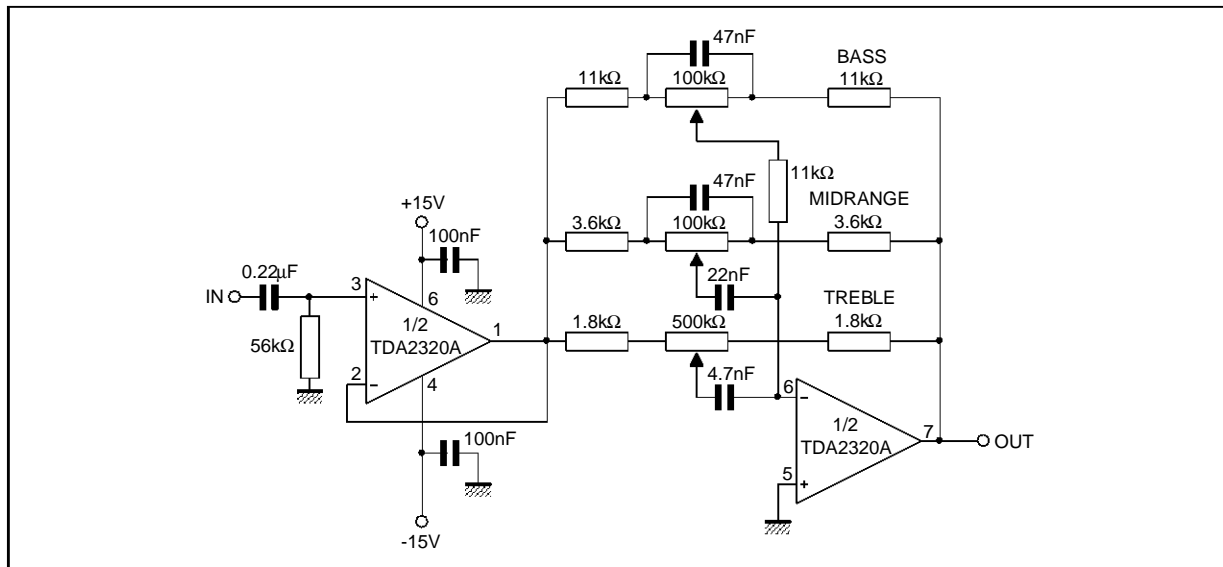 47nF
BASS
11kΩ 100kΩ 11kΩ
11kΩ
47nF
MIDRANGE
+15V
3.6kΩ 100kΩ 3.6kΩ
100nF
0.22μF
22nF
TREBLE
IN 3 + 6
1/2 1 1.8kΩ 500kΩ 1.8kΩ
56kΩ TDA2320A
2 − 4 4.7nF
6 −
1/2 7
100nF TDA2320A OUT
5 +
-15V